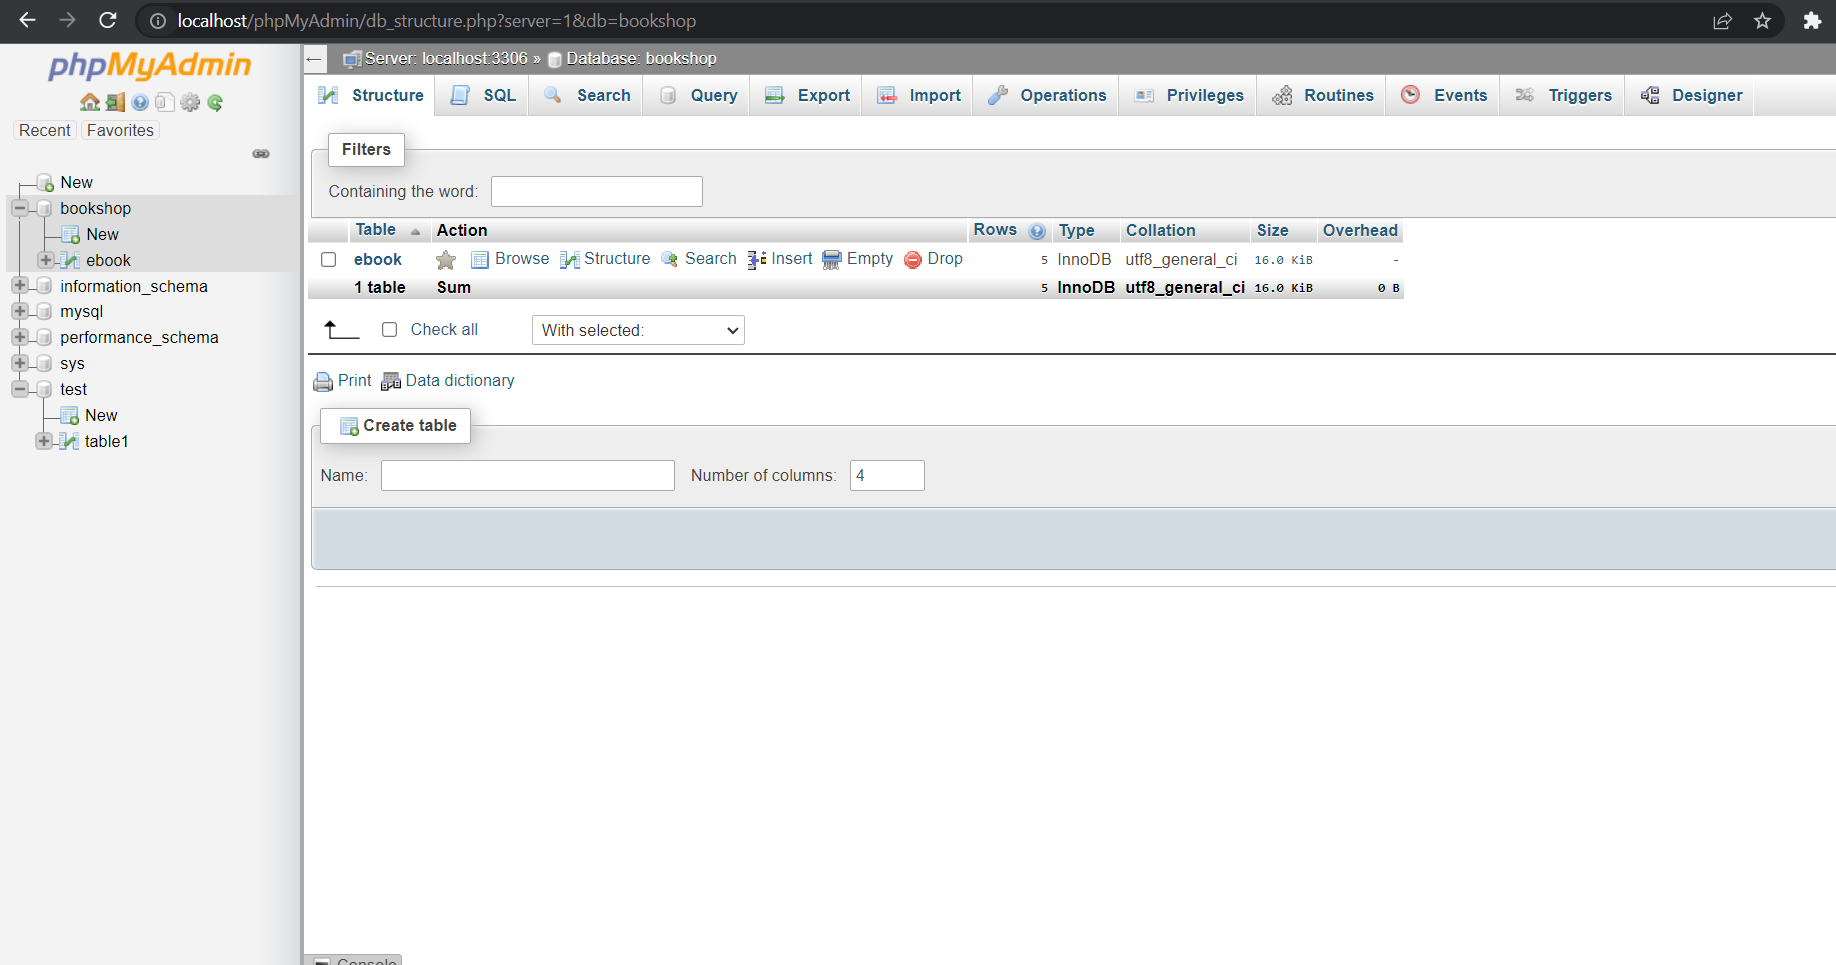 localhost/phpMyAdmin/db_structure.php?server=1&db=bookshop
phpMyAdmin
Recent Favorites
New
bookshop
New
ebook
information_schema
mysql
performance_schema
sys
test
New
table1
Server: localhost:3306 » Database: bookshop
Structure SQL Search Query Export Import Operations Privileges Routines Events Triggers Designer
Filters
Containing the word:
Table Action Rows Type Collation Size Overhead
ebook Browse Structure Search Insert Empty Drop 5 InnoDB utf8_general_ci 16.0 KiB -
1 table Sum 5 InnoDB utf8_general_ci 16.0 KiB 0 B
Check all With selected:
Print Data dictionary
Create table
Name: Number of columns: 4
Console